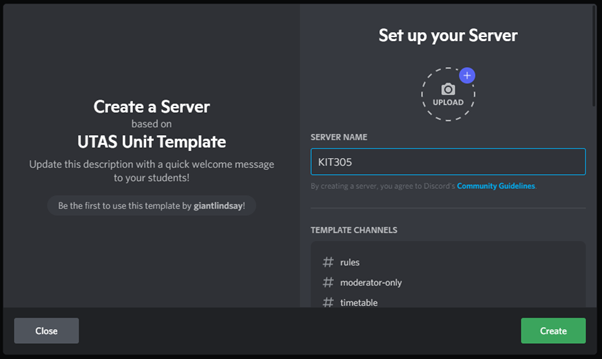 Create a Server
based on
UTAS Unit Template
Update this description with a quick welcome message
to your students!
Be the first to use this template by giantlindsay!
Close
Set up your Server
UPLOAD
SERVER NAME
KIT305
By creating a server, you agree to Discord's Community Guidelines.
TEMPLATE CHANNELS
# rules
# moderator-only
# timetable
Create